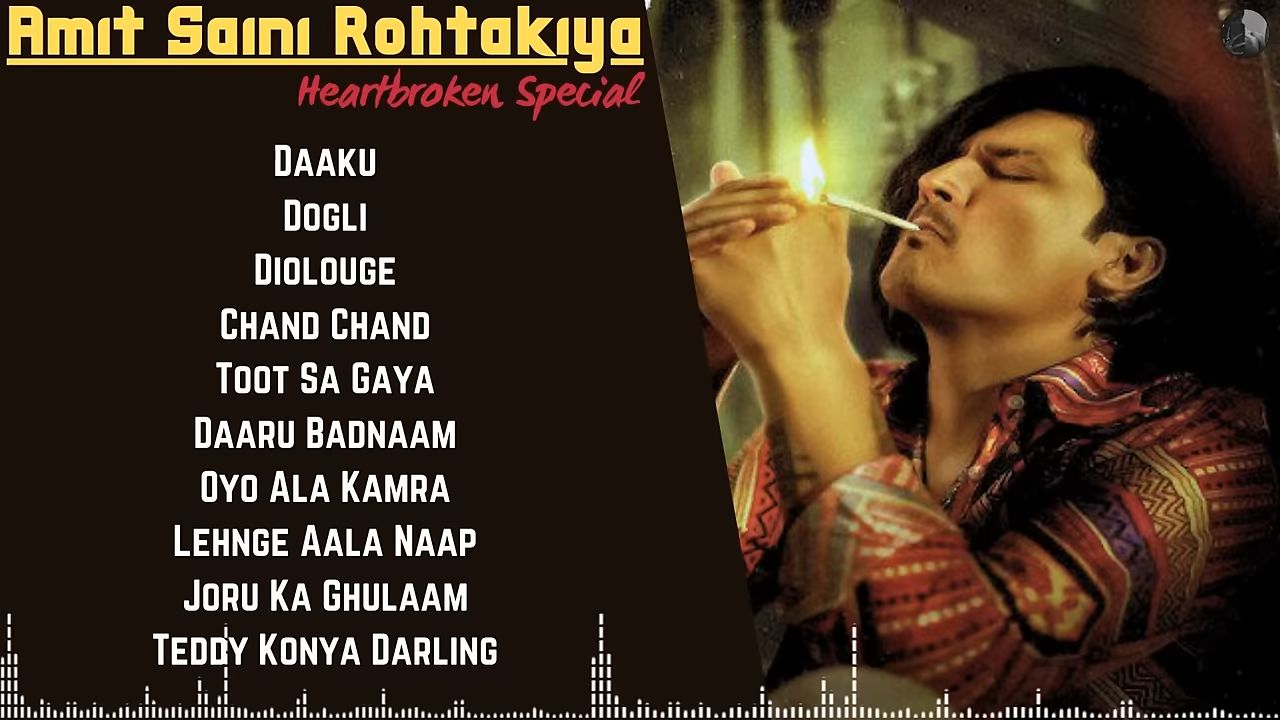 Amit Saini Rohtakiya
Heartbroken Special
Daaku
Dogli
Diolouge
Chand Chand
Toot Sa Gaya
Daaru Badnaam
Oyo Ala Kamra
Lehnge Aala Naap
Joru Ka Ghulaam
Teddy Konya Darling